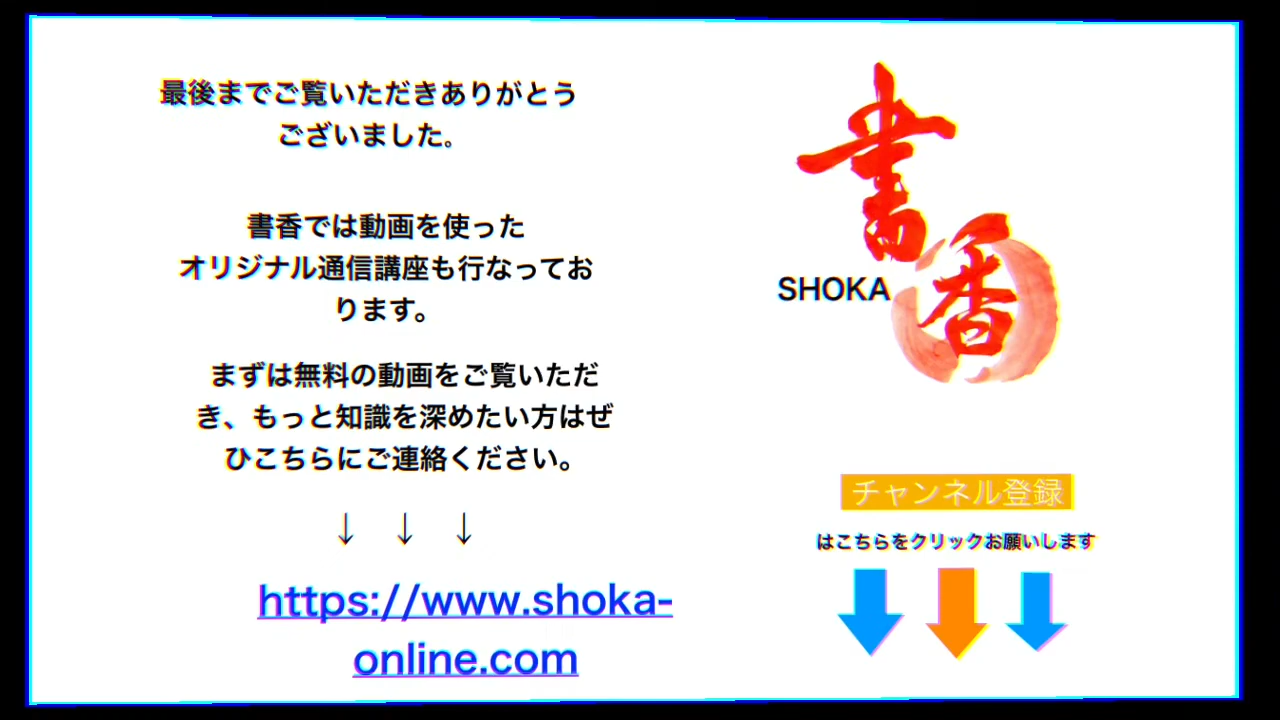 最後までご覧いただきありがとう
ございました。
書香では動画を使った
オリジナル通信講座も行なってお
ります。
まずは無料の動画をご覧いただ
き、もっと知識を深めたい方はぜ
ひこちらにご連絡ください。
↓ ↓ ↓
https://www.shoka-
online.com
書香
SHOKA
チャンネル登録
はこちらをクリックお願いします